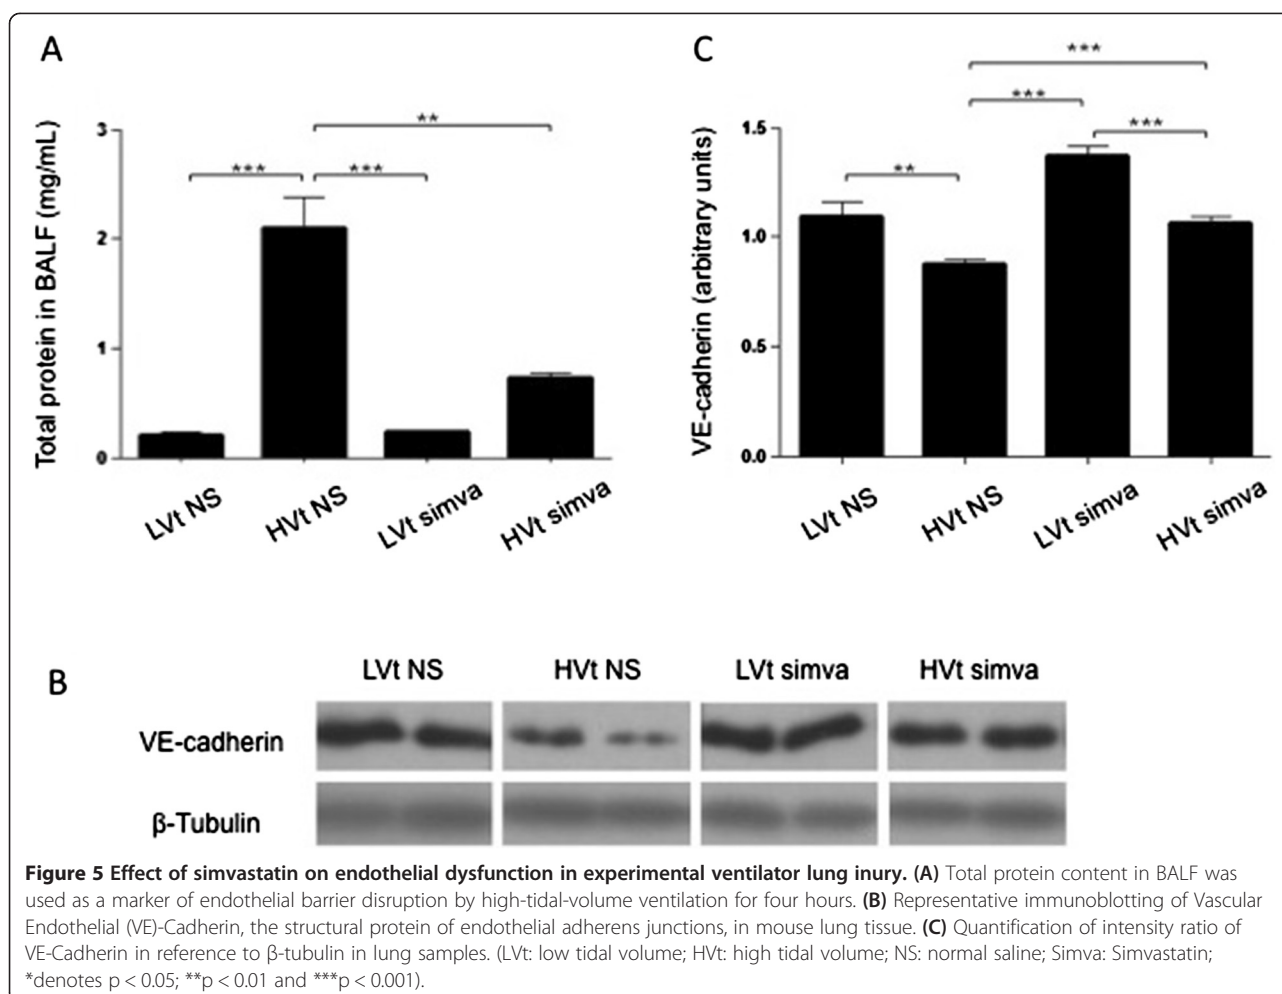 A
Total protein in BALF (mg/mL)
3
2
1
0
***
***
**
LVt NS
HVt NS
LVt simva
HVt simva
C
VE-cadherin (arbitrary units)
1.5
1.0
0.5
0.0
**
***
***
***
LVt NS
HVt NS
LVt simva
HVt simva
B
LVt NS
HVt NS
LVt simva
HVt simva
VE-cadherin
β-Tubulin
Figure 5 Effect of simvastatin on endothelial dysfunction in experimental ventilator lung inury. (A) Total protein content in BALF was
used as a marker of endothelial barrier disruption by high-tidal-volume ventilation for four hours. (B) Representative immunoblotting of Vascular
Endothelial (VE)-Cadherin, the structural protein of endothelial adherens junctions, in mouse lung tissue. (C) Quantification of intensity ratio of
VE-Cadherin in reference to β-tubulin in lung samples. (LVt: low tidal volume; HVt: high tidal volume; NS: normal saline; Simva: Simvastatin;
*denotes p < 0.05; **p < 0.01 and ***p < 0.001).